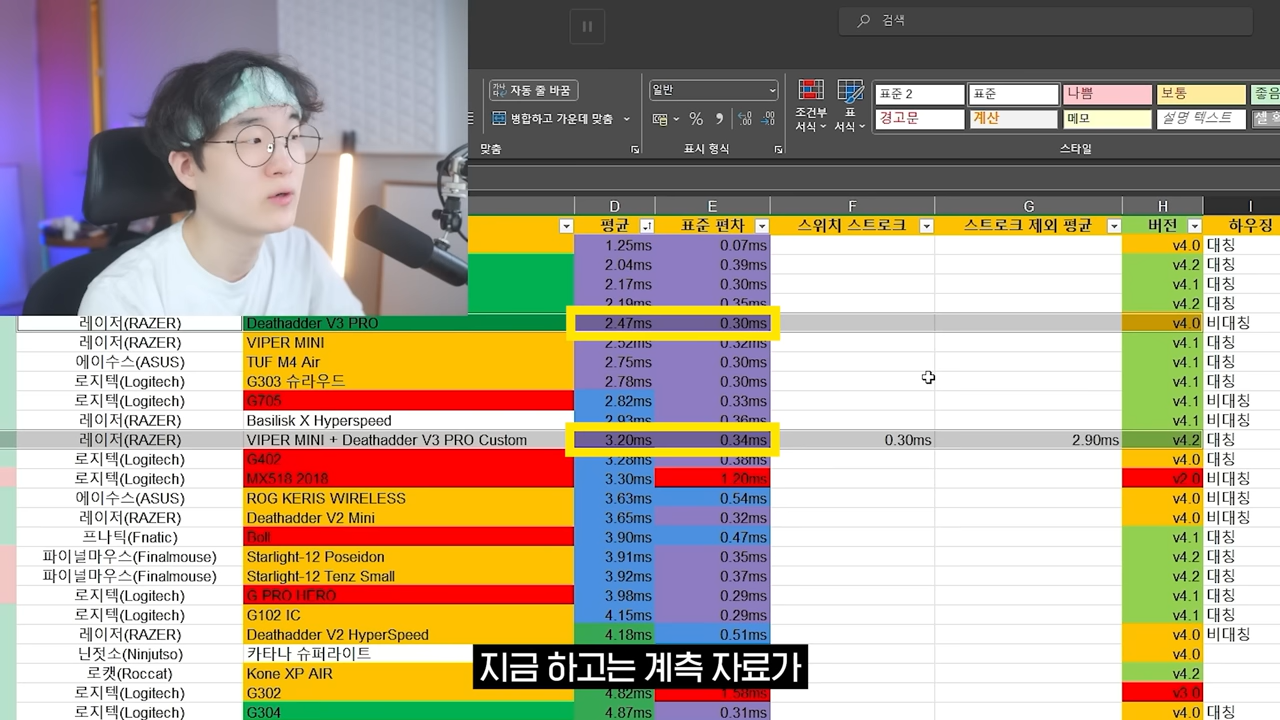 검색
자동 줄 바꿈
일반
표준 2
표준
나쁨
보통
좋음
병합하고 가운데 맞춤
조건부 서식
표 서식
경고문
계산
메모
설명 텍스트
맞춤
표시 형식
스타일
D E F G H I
평균 표준 편차 스위치 스트로크 스트로크 제외 평균 버전 하우징
1.25ms 0.07ms v4.0 대칭
2.04ms 0.39ms v4.2 대칭
2.17ms 0.30ms v4.1 대칭
2.19ms 0.35ms v4.2 대칭
레이저(RAZER) Deathadder V3 PRO 2.47ms 0.30ms v4.0 비대칭
레이저(RAZER) VIPER MINI 2.52ms 0.32ms v4.1 대칭
에이수스(ASUS) TUF M4 Air 2.75ms 0.30ms v4.1 대칭
로지텍(Logitech) G303 슈라우드 2.78ms 0.30ms v4.1 대칭
로지텍(Logitech) G705 2.82ms 0.33ms v4.1 대칭
레이저(RAZER) Basilisk X Hyperspeed 2.93ms 0.36ms v4.1 대칭
레이저(RAZER) VIPER MINI + Deathadder V3 PRO Custom 3.20ms 0.34ms 0.30ms 2.90ms v4.2 대칭
로지텍(Logitech) G402 3.28ms 0.38ms v4.0 대칭
로지텍(Logitech) MX518 2018 3.30ms 1.20ms v2.0 비대칭
에이수스(ASUS) ROG KERIS WIRELESS 3.63ms 0.54ms v4.0 비대칭
레이저(RAZER) Deathadder V2 Mini 3.65ms 0.32ms v4.0 비대칭
프나틱(Fnatic) Bolt 3.90ms 0.47ms v4.1 대칭
파이널마우스(Finalmouse) Starlight-12 Poseidon 3.91ms 0.35ms v4.2 대칭
파이널마우스(Finalmouse) Starlight-12 Tenz Small 3.92ms 0.37ms v4.2 대칭
로지텍(Logitech) G PRO HERO 3.98ms 0.29ms v4.1 대칭
로지텍(Logitech) G102 IC 4.15ms 0.29ms v4.1 대칭
레이저(RAZER) Deathadder V2 HyperSpeed 4.18ms 0.51ms v4.0 비대칭
닌젓소(Ninjutso) 카타나 슈퍼라이트 v4.0
로캣(Roccat) Kone XP AIR v4.2
로지텍(Logitech) G302 4.82ms 1.58ms v3.0
로지텍(Logitech) G304 4.87ms 0.31ms v4.0 대칭
지금 하고는 계측 자료가